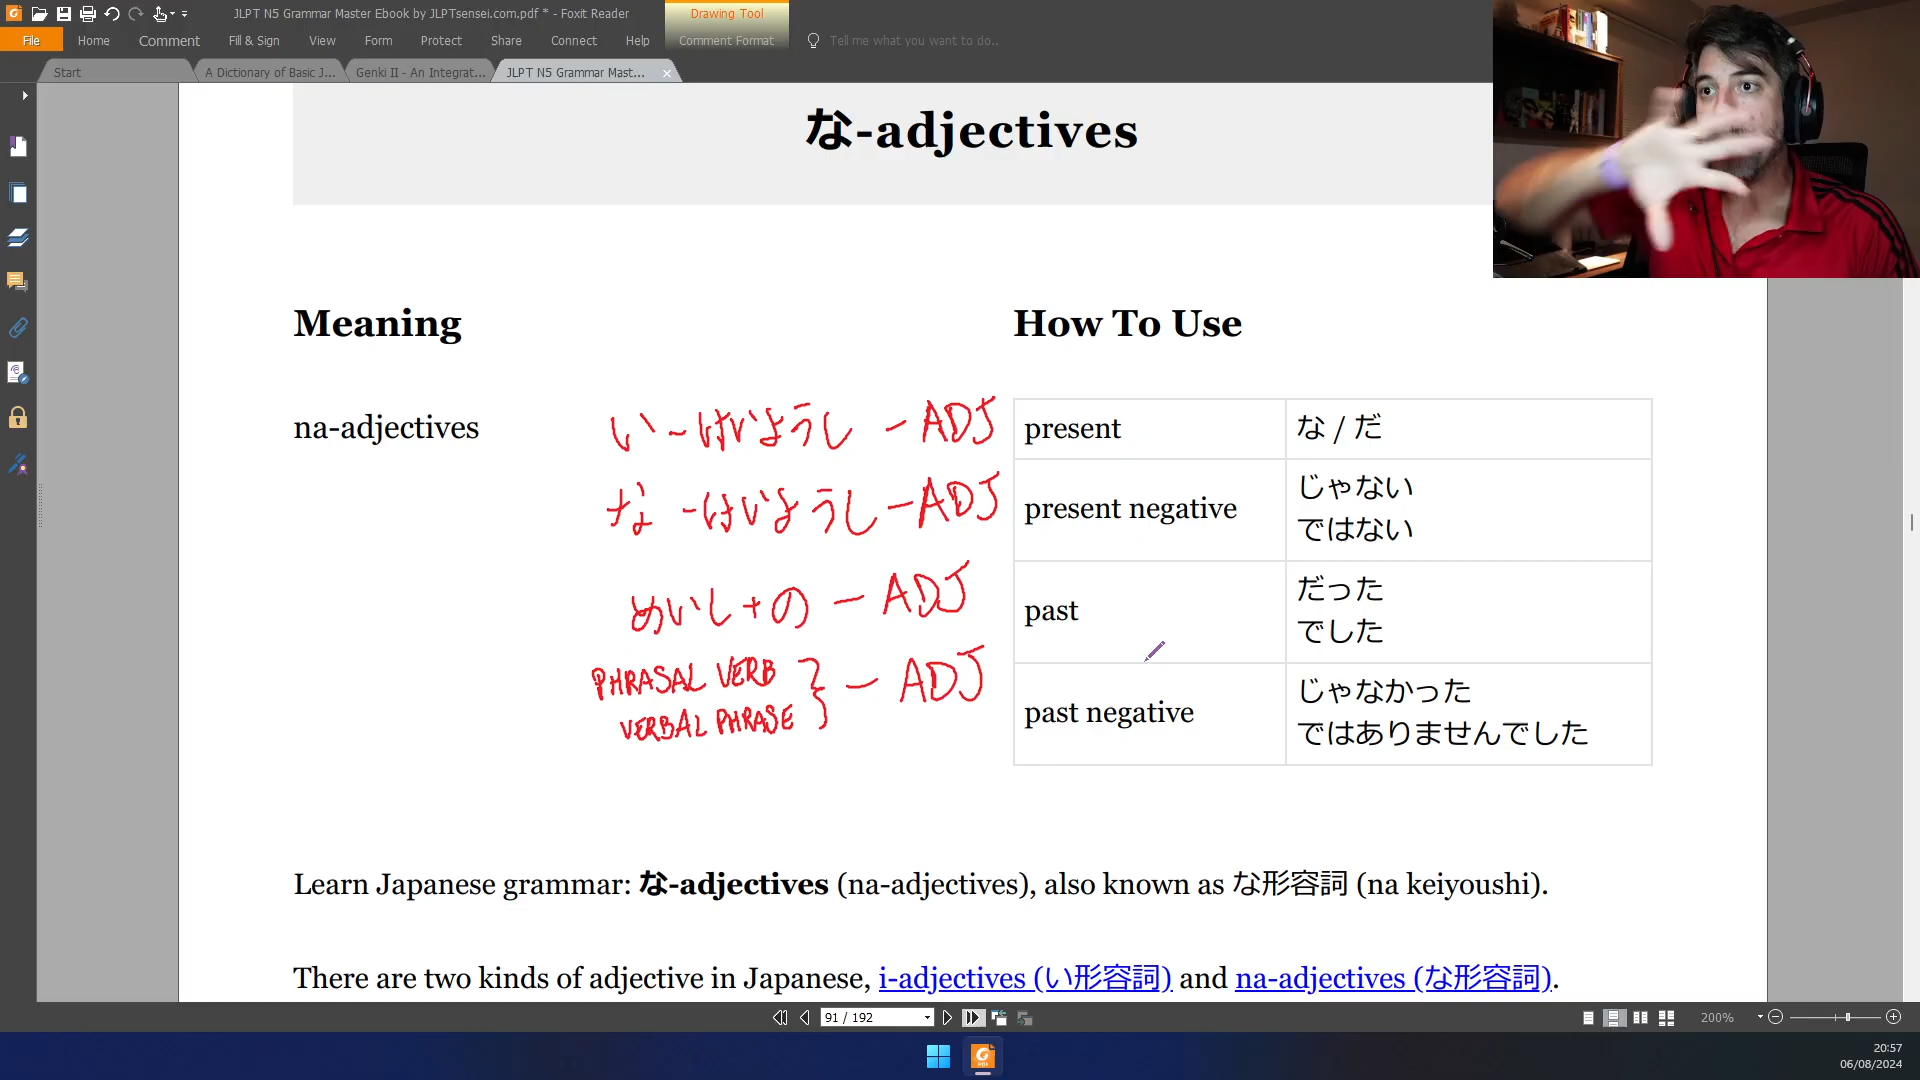 JLPT N5 Grammar Master Ebook by JLPTsensei.com.pdf * - Foxit Reader
Drawing Tool
File
Home
Comment
Fill & Sign
View
Form
Protect
Share
Connect
Help
Comment Format
Tell me what you want to do..
Start
A Dictionary of Basic J...
Genki II - An Integrat...
JLPT N5 Grammar Mast...
な-adjectives
Meaning
How To Use
na-adjectives
い-けいようし - ADJ
な-けいようし - ADJ
めいし+の - ADJ
PHRASAL VERB
VERBAL PHRASE } - ADJ
present な / だ
present negative じゃない
ではない
past だった
でした
past negative じゃなかった
ではありませんでした
Learn Japanese grammar: な-adjectives (na-adjectives), also known as な形容詞 (na keiyoushi).
There are two kinds of adjective in Japanese, i-adjectives (い形容詞) and na-adjectives (な形容詞).
91 / 192
200%
20:57
06/08/2024